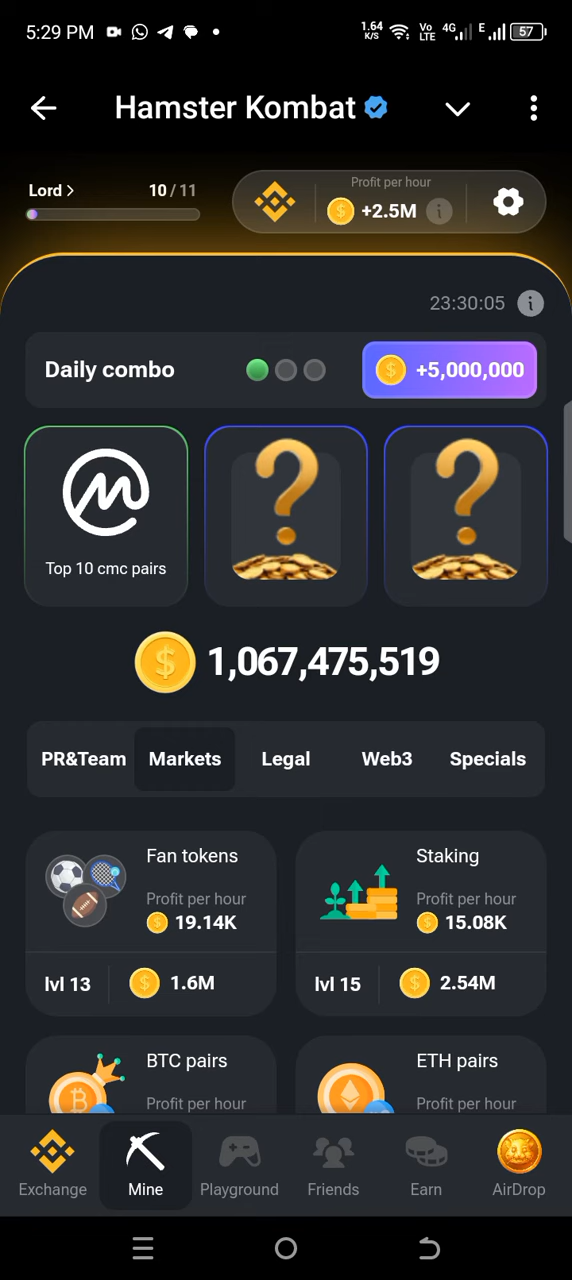 5:29 PM
1.64 K/S Vo LTE 4G E 57
Hamster Kombat
Lord > 10 / 11
Profit per hour
+2.5M
23:30:05
Daily combo +5,000,000
Top 10 cmc pairs
1,067,475,519
PR&Team Markets Legal Web3 Specials
Fan tokens
Profit per hour
19.14K
lvl 13 1.6M
Staking
Profit per hour
15.08K
lvl 15 2.54M
BTC pairs
Profit per hour
ETH pairs
Profit per hour
Exchange Mine Playground Friends Earn AirDrop